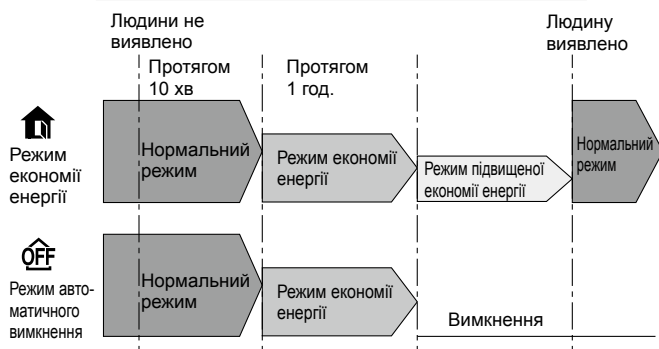 Людини не
виявлено
Людину
виявлено
Протягом
10 хв
Протягом
1 год.
Режим
економії
енергії
Нормальний
режим
Режим економії
енергії
Режим підвищеної
економії енергії
Нормальний
режим
OFF
Режим авто-
матичного
вимкнення
Нормальний
режим
Режим економії
енергії
Вимкнення